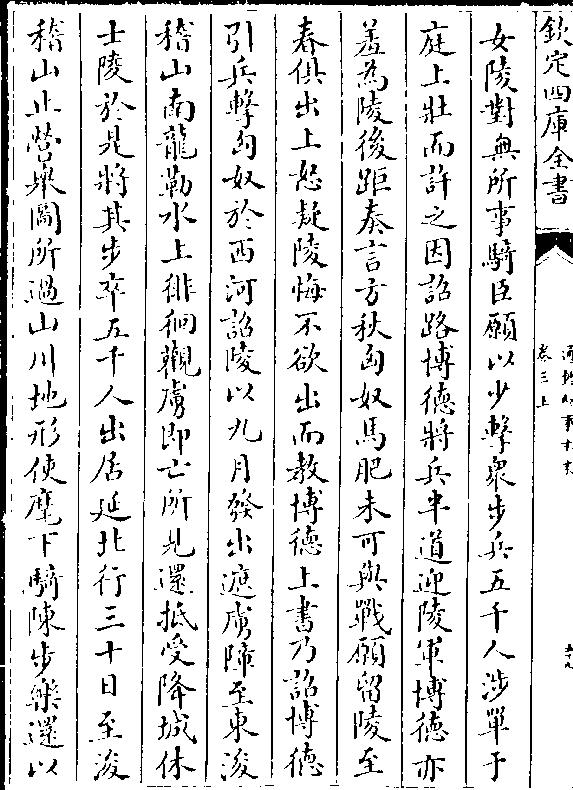 欽定四庫全書
卷三上
女陵對無所事騎臣願以少擊衆步兵五千人涉單于
庭上壯而許之因詔路博德將兵半道迎陵軍博德亦
羞為陵後距奏言方秋匈奴馬肥未可與戰願留陵至
春俱出上怒疑陵悔不欲出而教博德上書乃詔博德
引兵擊匈奴於西河詔陵以九月發出遮虜障至東浚
稽山南龍勒水上徘徊觀虜即亡所見還抵受降城休
士陵於是將其步卒五千人出居延北行三十日至浚
稽山止營舉圖所過山川地形使麾下騎陳步樂還以